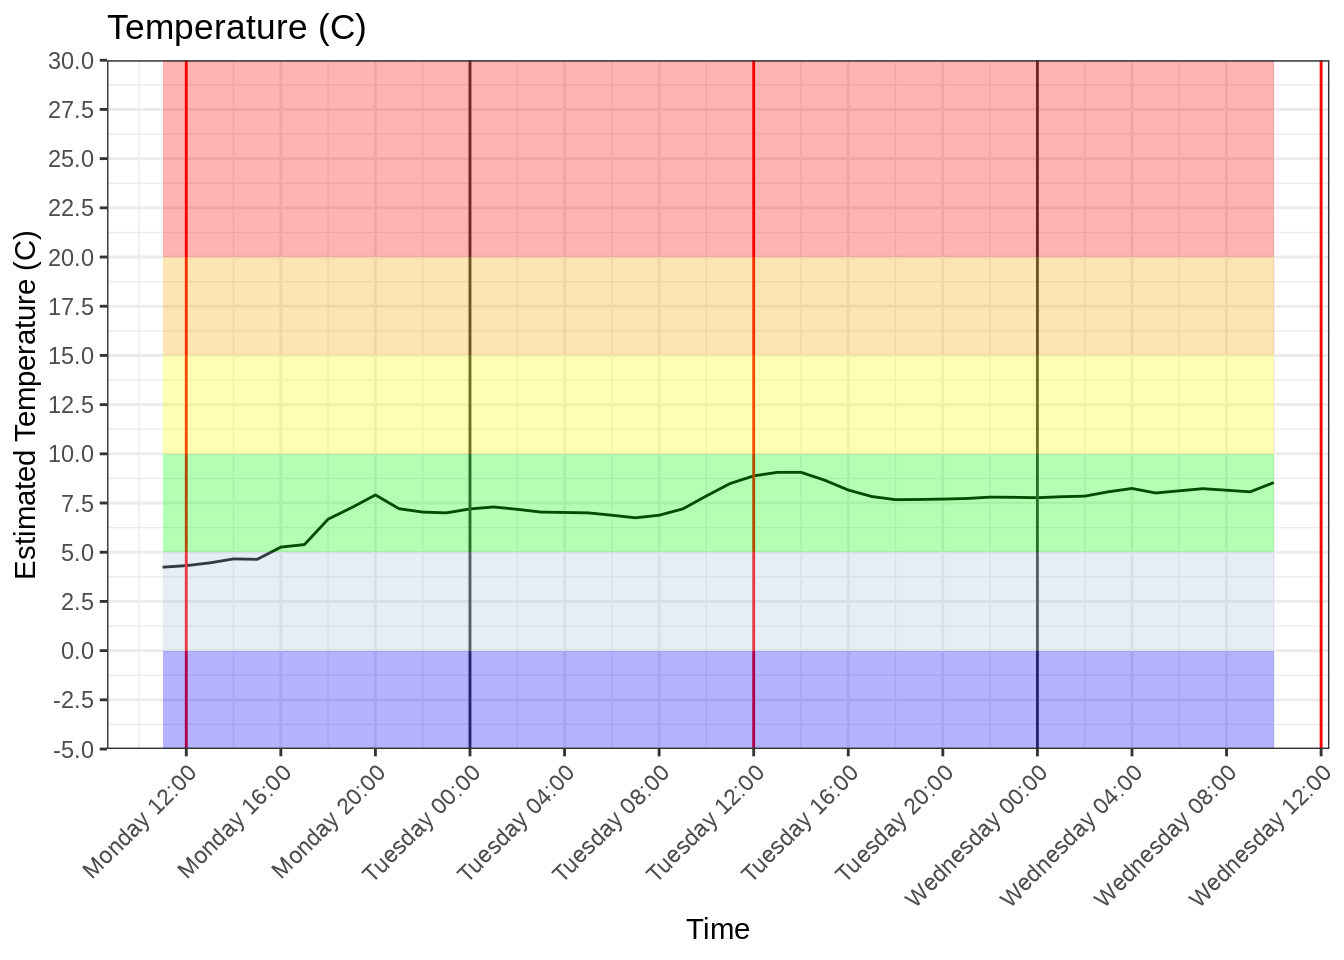 Temperature (C)
Estimated Temperature (C)
30.0
27.5
25.0
22.5
20.0
17.5
15.0
12.5
10.0
7.5
5.0
2.5
0.0
-2.5
-5.0
Monday 12:00
Monday 16:00
Monday 20:00
Tuesday 00:00
Tuesday 04:00
Tuesday 08:00
Tuesday 12:00
Tuesday 16:00
Tuesday 20:00
Wednesday 00:00
Wednesday 04:00
Wednesday 08:00
Wednesday 12:00
Time